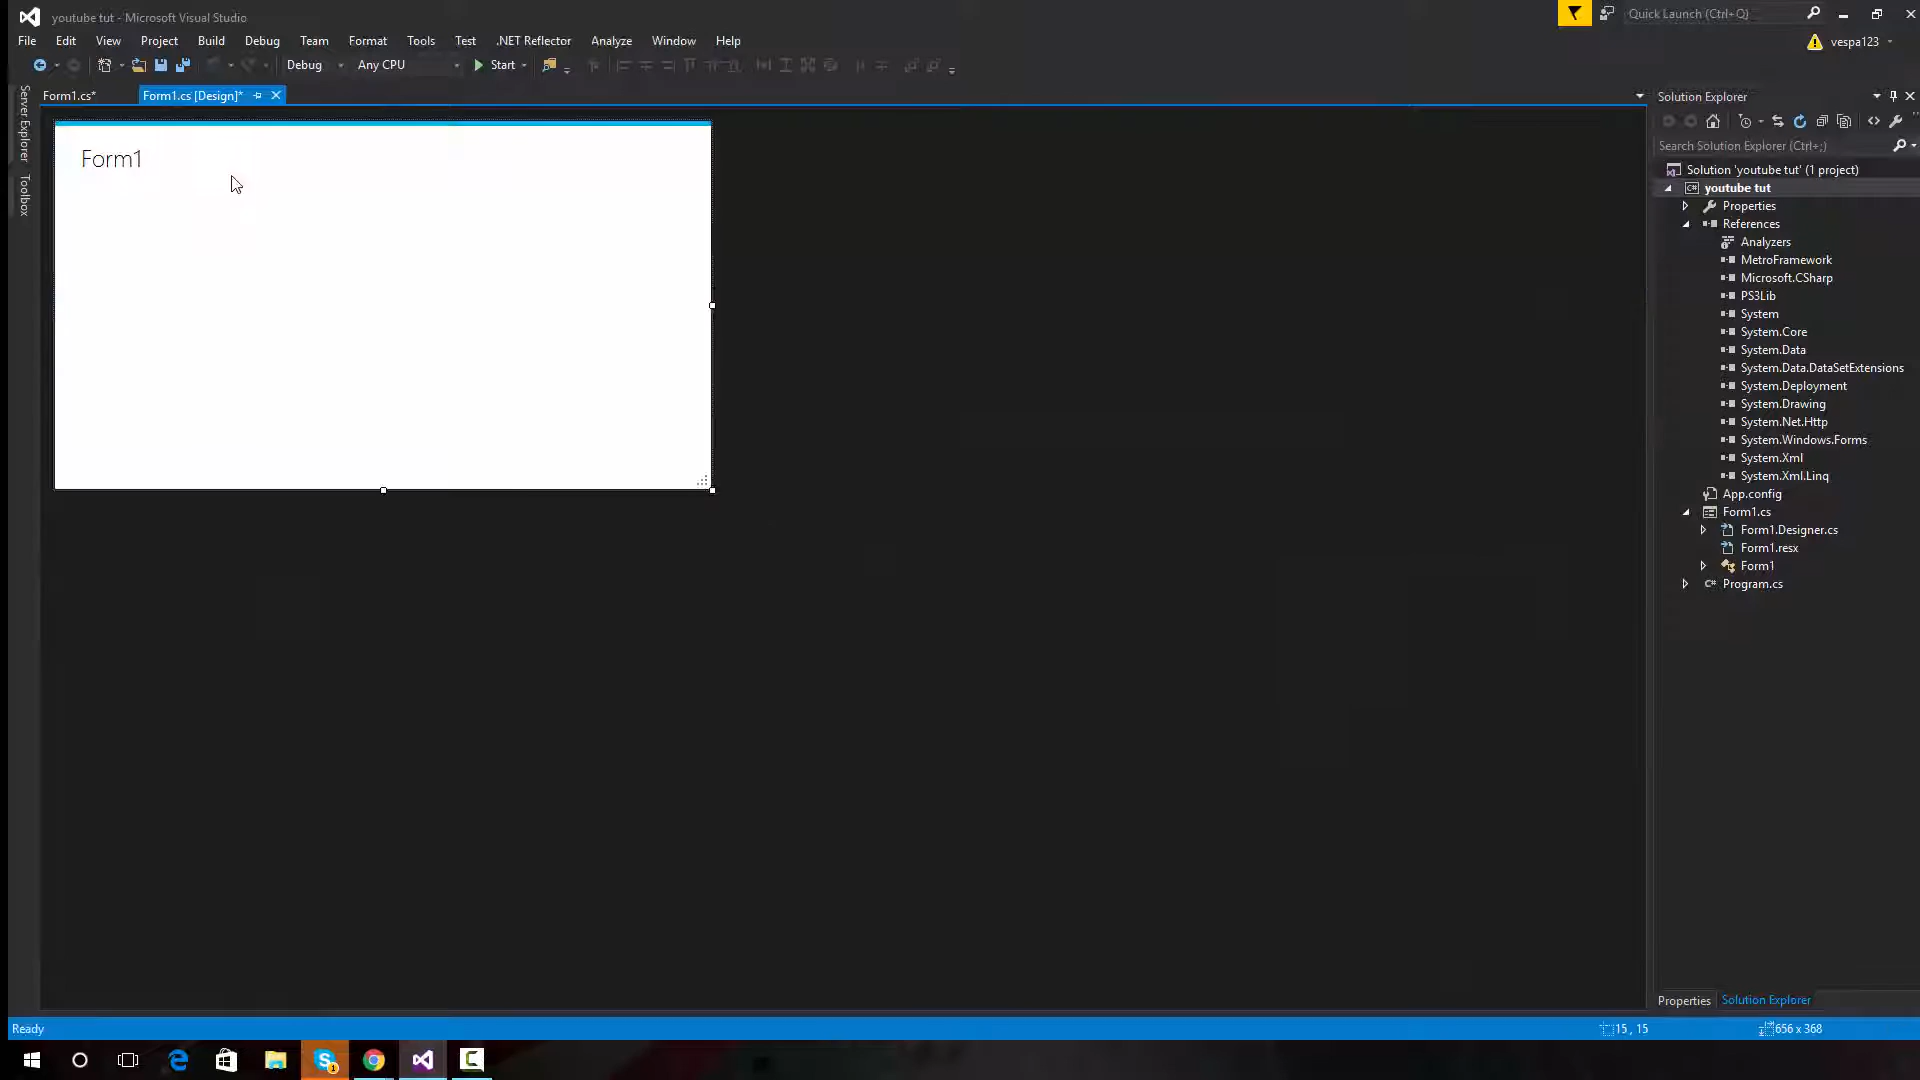 youtube tut - Microsoft Visual Studio
Quick Launch (Ctrl+Q)
File Edit View Project Build Debug Team Format Tools Test .NET Reflector Analyze Window Help
vespa123
Debug Any CPU Start
Form1.cs* Form1.cs [Design]*
Server Explorer
Toolbox
Form1
Solution Explorer
Search Solution Explorer (Ctrl+;)
Solution 'youtube tut' (1 project)
C# youtube tut
Properties
References
Analyzers
MetroFramework
Microsoft.CSharp
PS3Lib
System
System.Core
System.Data
System.Data.DataSetExtensions
System.Deployment
System.Drawing
System.Net.Http
System.Windows.Forms
System.Xml
System.Xml.Linq
App.config
Form1.cs
Form1.Designer.cs
Form1.resx
Form1
C# Program.cs
Properties Solution Explorer
Ready 15 , 15 656 x 368